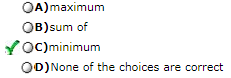 A)maximum
B)sum of
C)minimum
D)None of the choices are correct